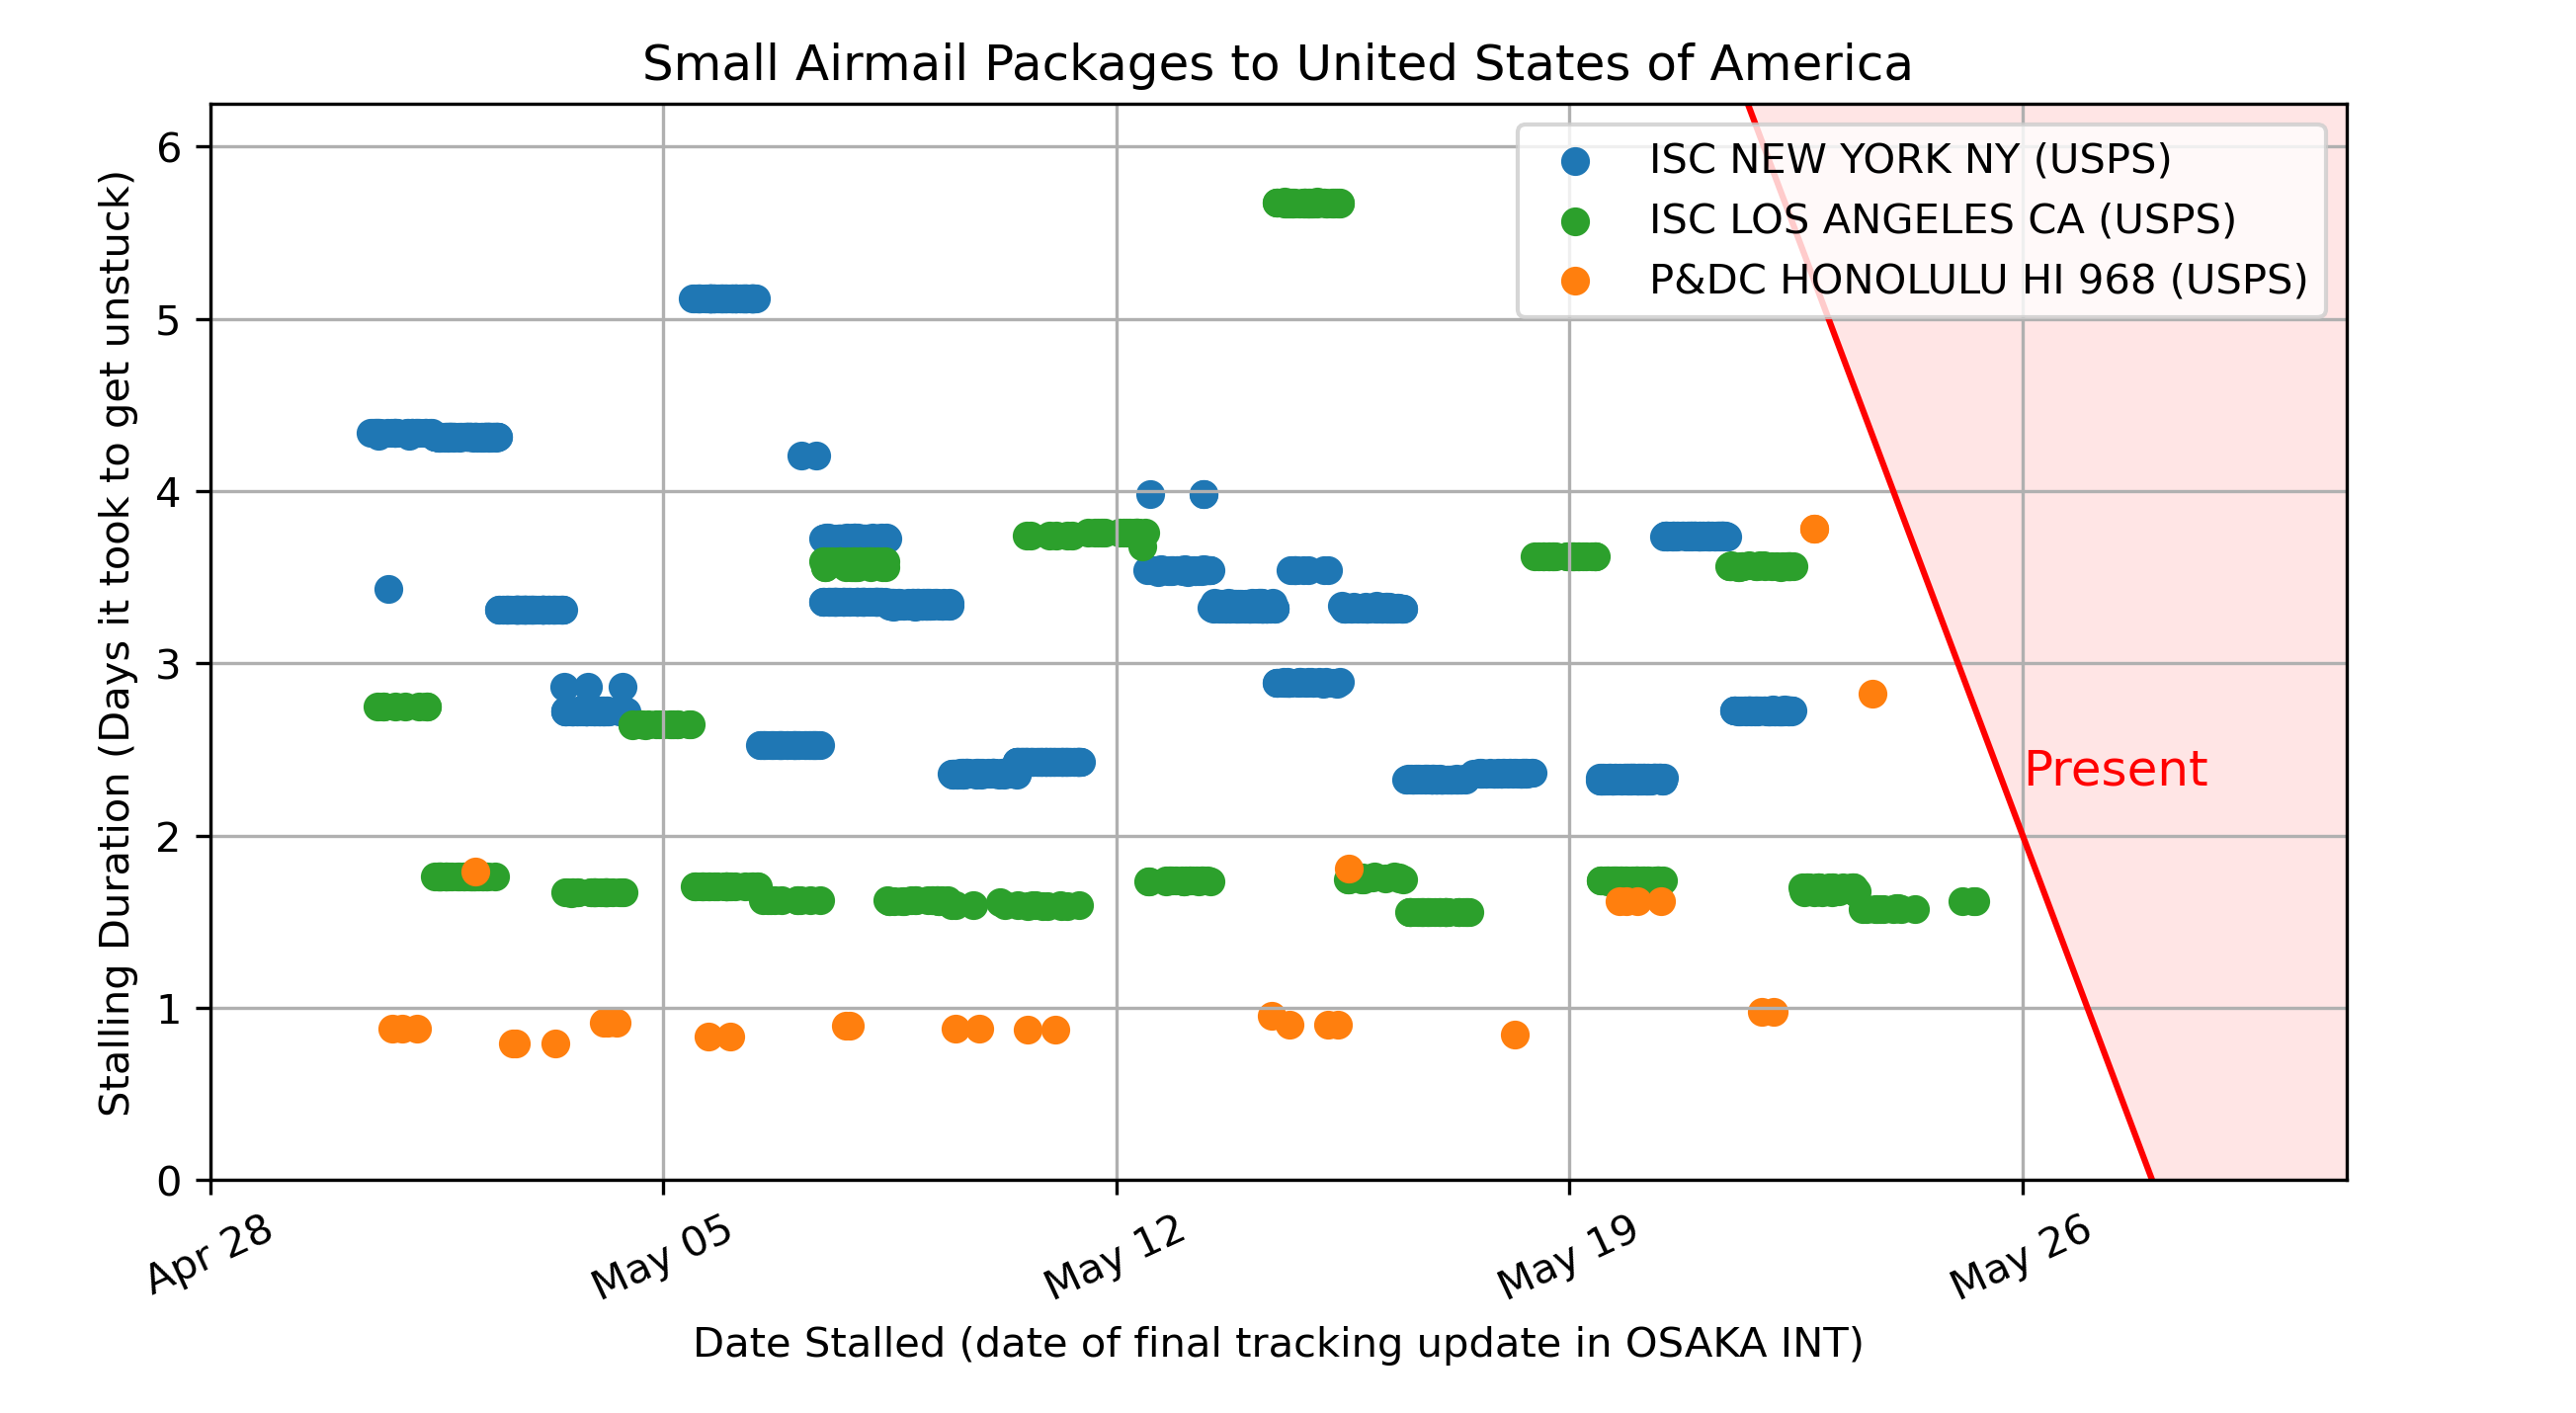 Small Airmail Packages to United States of America
Stalling Duration (Days it took to get unstuck)
6
5
4
3
2
1
0
ISC NEW YORK NY (USPS)
ISC LOS ANGELES CA (USPS)
P&DC HONOLULU HI 968 (USPS)
Present
Apr 28
May 05
May 12
May 19
May 26
Date Stalled (date of final tracking update in OSAKA INT)